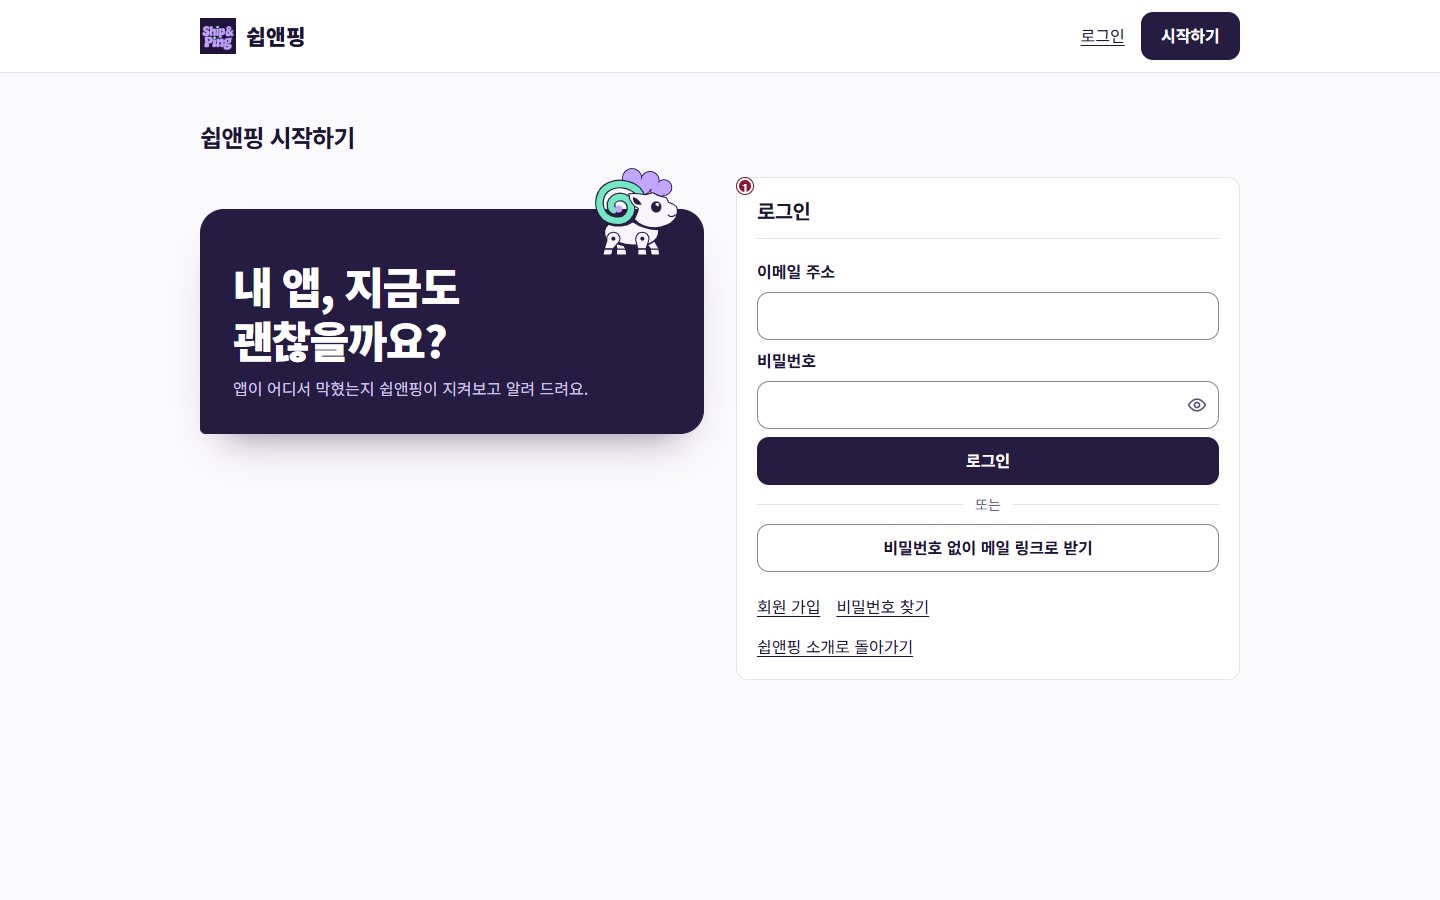 Ship&
Ping
쉽앤핑
로그인
시작하기
쉽앤핑 시작하기
내 앱, 지금도
괜찮을까요?
앱이 어디서 막혔는지 쉽앤핑이 지켜보고 알려 드려요.
1
로그인
이메일 주소
비밀번호
로그인
또는
비밀번호 없이 메일 링크로 받기
회원 가입 비밀번호 찾기
쉽앤핑 소개로 돌아가기